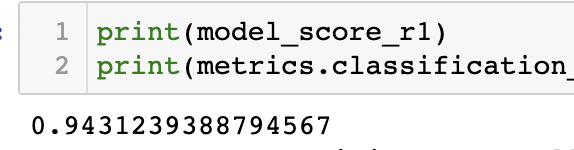 :
1 print(model_score_r1)
2 print(metrics.classification_
0.9431239388794567